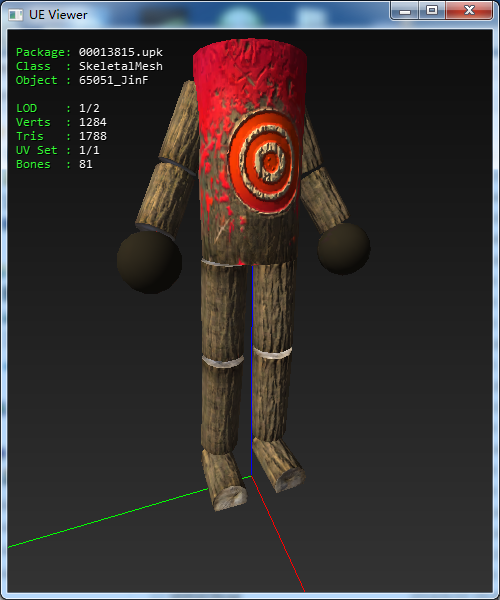 UE Viewer
Package: 00013815.upk
Class : SkeletalMesh
Object : 65051_JinF
LOD : 1/2
Verts : 1284
Tris : 1788
UV Set : 1/1
Bones : 81